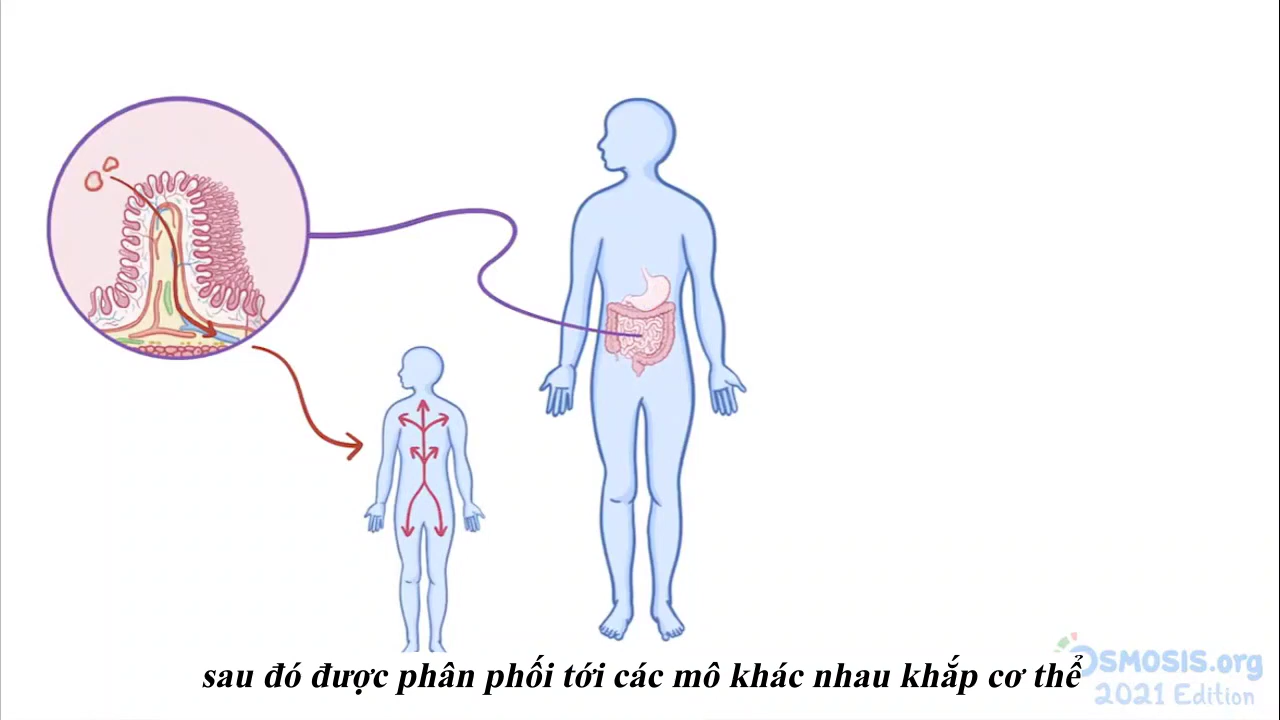 sau đó được phân phối tới các mô khác nhau khắp cơ thể
OSMOSIS.org
2021 Edition